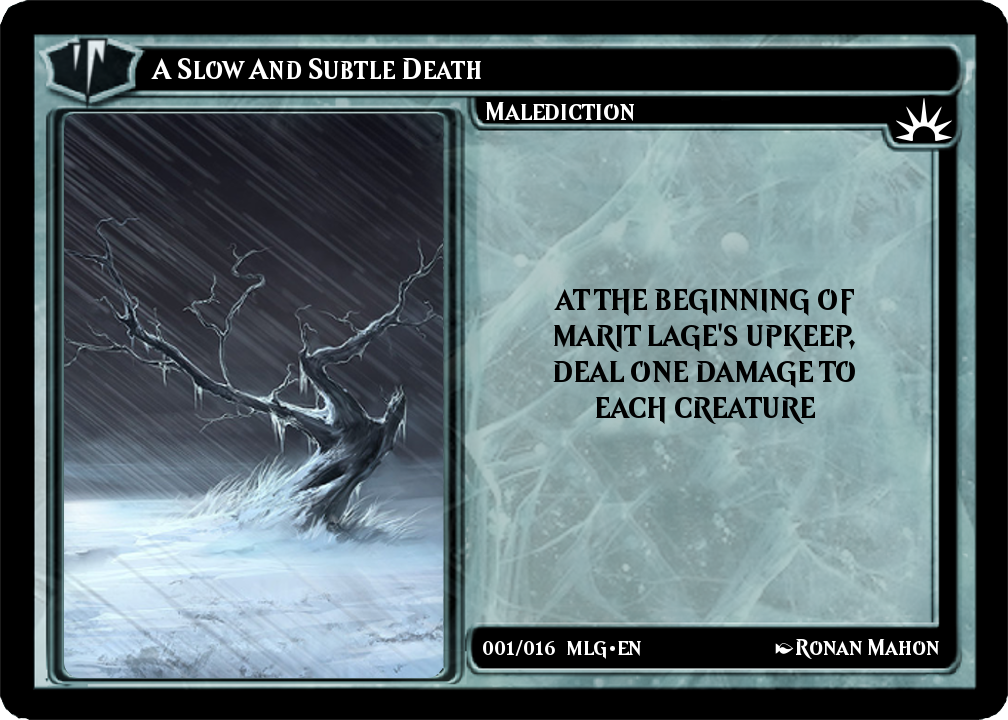 A Slow And Subtle Death
Malediction
AT THE BEGINNING OF
MARIT LAGE'S UPKEEP,
DEAL ONE DAMAGE TO
EACH CREATURE
001/016 MLG•EN
Ronan Mahon